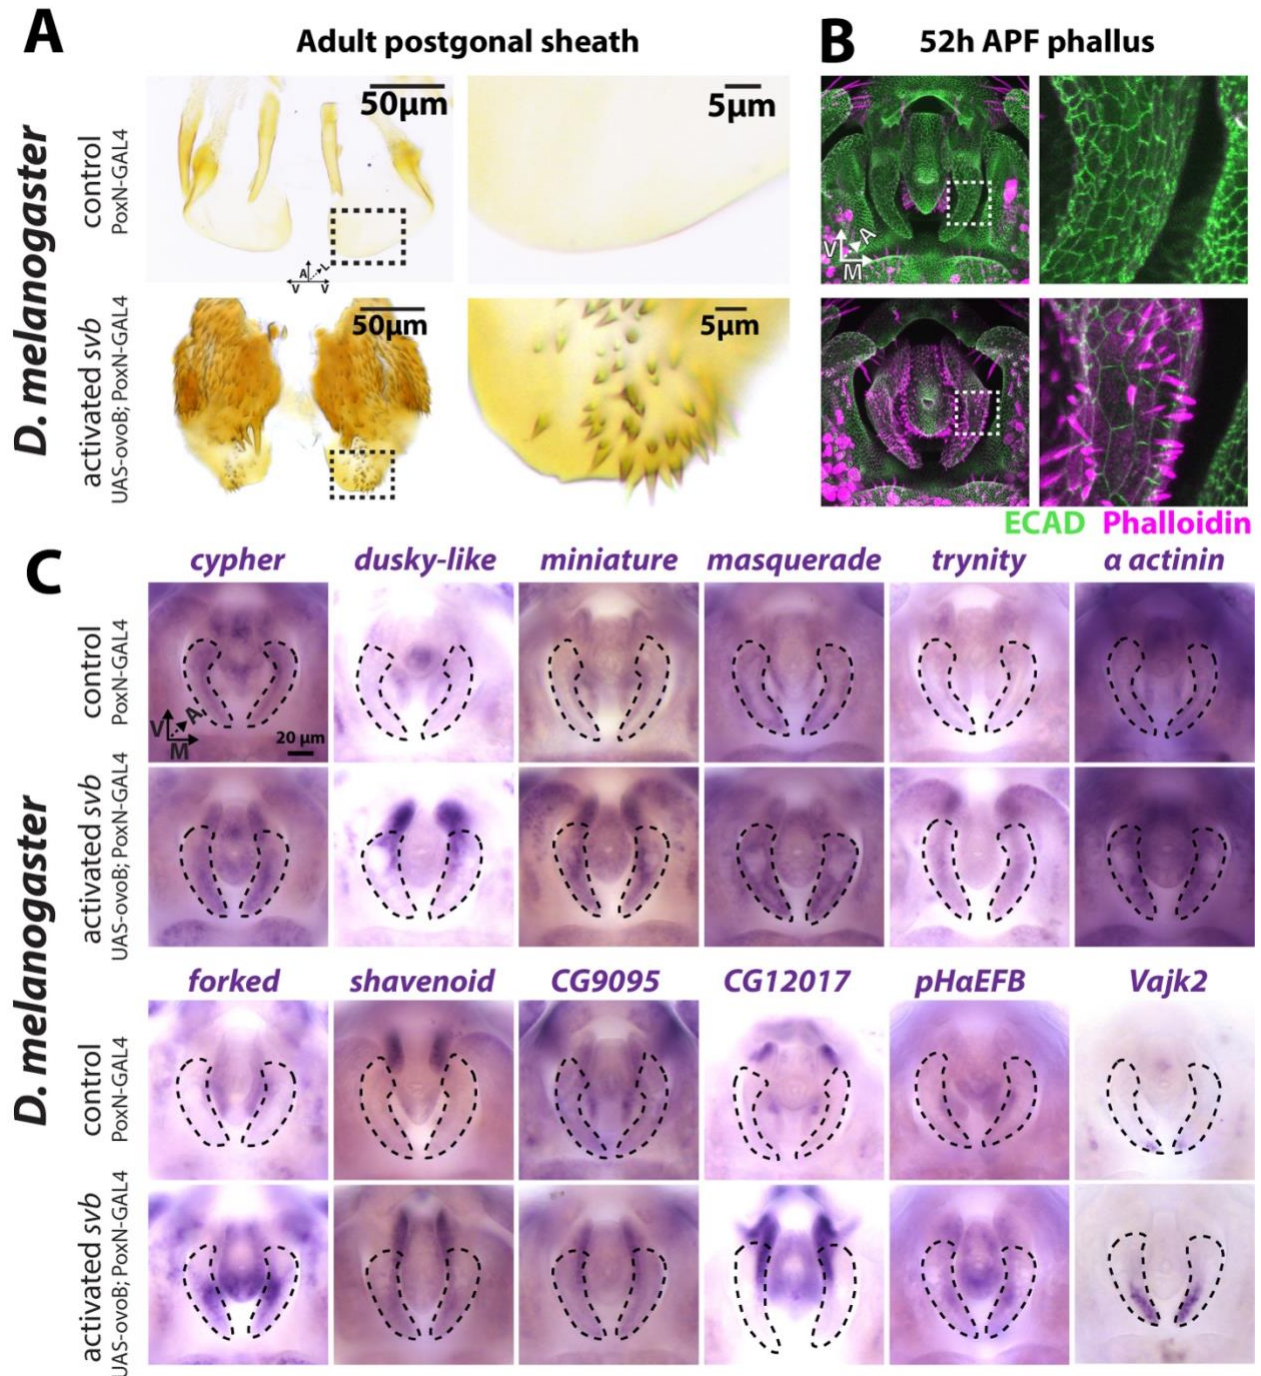 A
Adult postgonal sheath
B
52h APF phallus
D. melanogaster
control
PoxN-GAL4
50μm
5μm
A
L
V
V
activated svb
UAS-ovoB; PoxN-GAL4
50μm
5μm
V
A
M
ECAD Phalloidin
C
cypher
dusky-like
miniature
masquerade
trynity
α actinin
D. melanogaster
control
PoxN-GAL4
V
A
M
20 μm
activated svb
UAS-ovoB; PoxN-GAL4
forked
shavenoid
CG9095
CG12017
pHαEFB
Vajk2
control
PoxN-GAL4
activated svb
UAS-ovoB; PoxN-GAL4